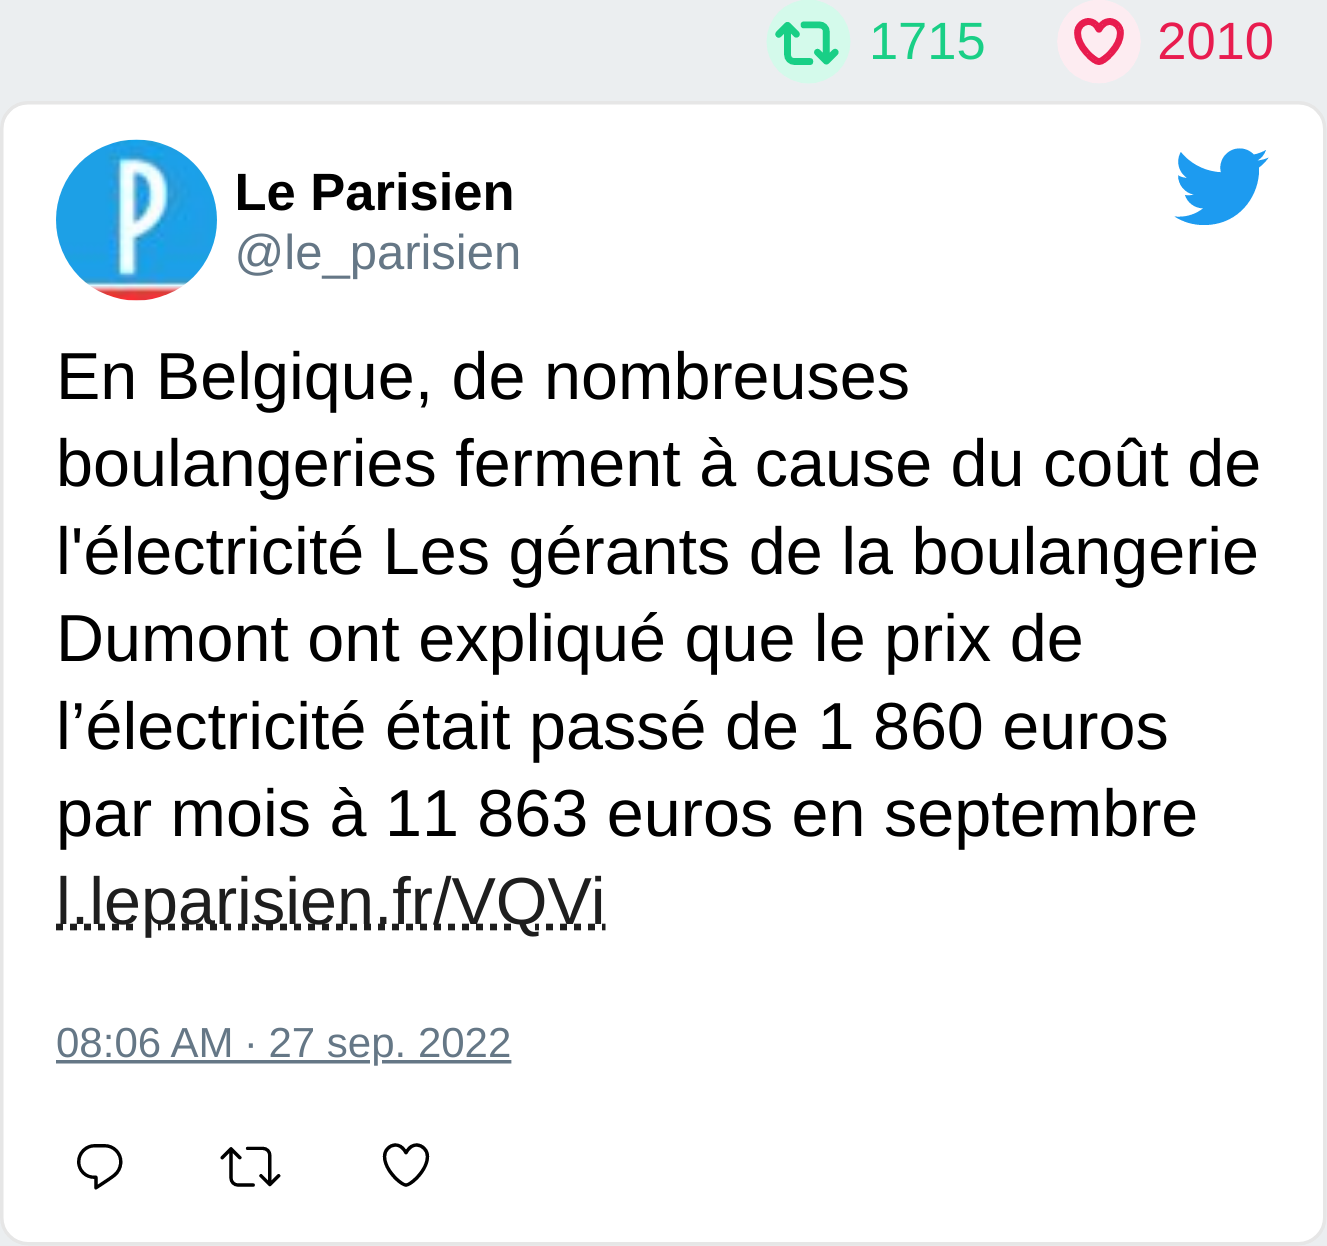 1715 2010
P
Le Parisien
@le_parisien
En Belgique, de nombreuses
boulangeries ferment à cause du coût de
l'électricité Les gérants de la boulangerie
Dumont ont expliqué que le prix de
l’électricité était passé de 1 860 euros
par mois à 11 863 euros en septembre
l.leparisien.fr/VQVi
08:06 AM · 27 sep. 2022